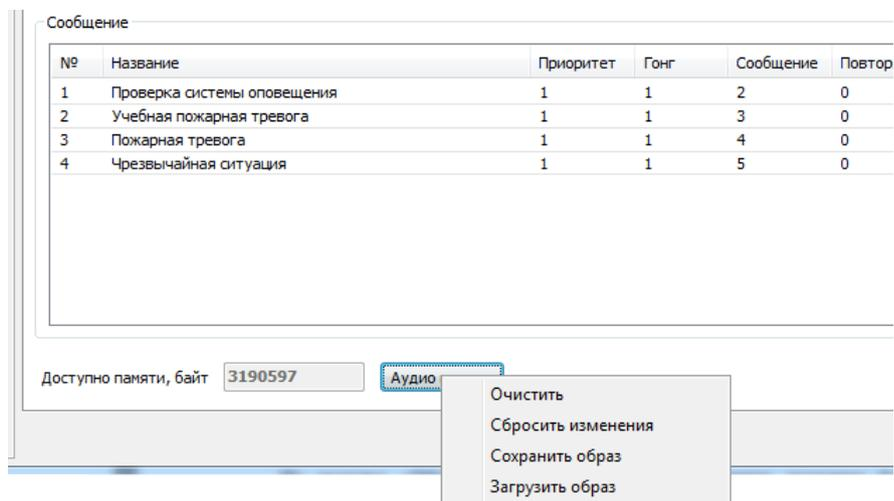 Сообщение
№ Название Приоритет Гонг Сообщение Повтор
1 Проверка системы оповещения 1 1 2 0
2 Учебная пожарная тревога 1 1 3 0
3 Пожарная тревога 1 1 4 0
4 Чрезвычайная ситуация 1 1 5 0
Доступно памяти, байт 3190597 Аудио
Очистить
Сбросить изменения
Сохранить образ
Загрузить образ